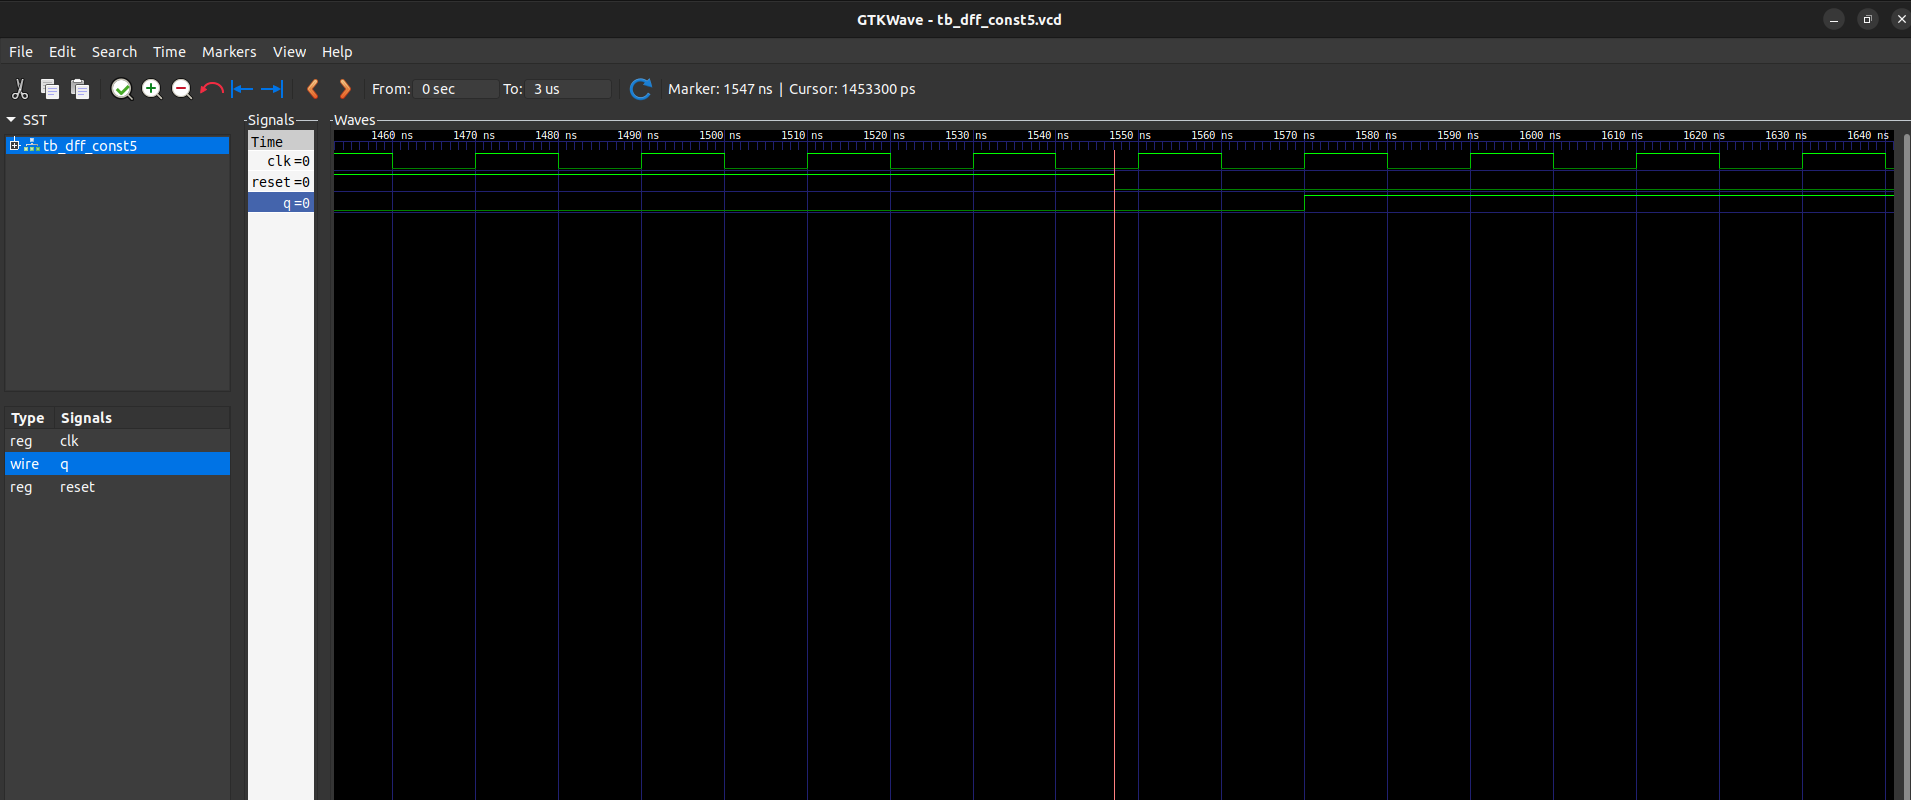 GTKWave - tb_dff_const5.vcd
File Edit Search Time Markers View Help
From: 0 sec To: 3 us Marker: 1547 ns | Cursor: 1453300 ps
SST
tb_dff_const5
Type Signals
reg clk
wire q
reg reset
Signals
Time
clk =0
reset =0
q =0
Waves
1460 ns 1470 ns 1480 ns 1490 ns 1500 ns 1510 ns 1520 ns 1530 ns 1540 ns 1550 ns 1560 ns 1570 ns 1580 ns 1590 ns 1600 ns 1610 ns 1620 ns 1630 ns 1640 ns